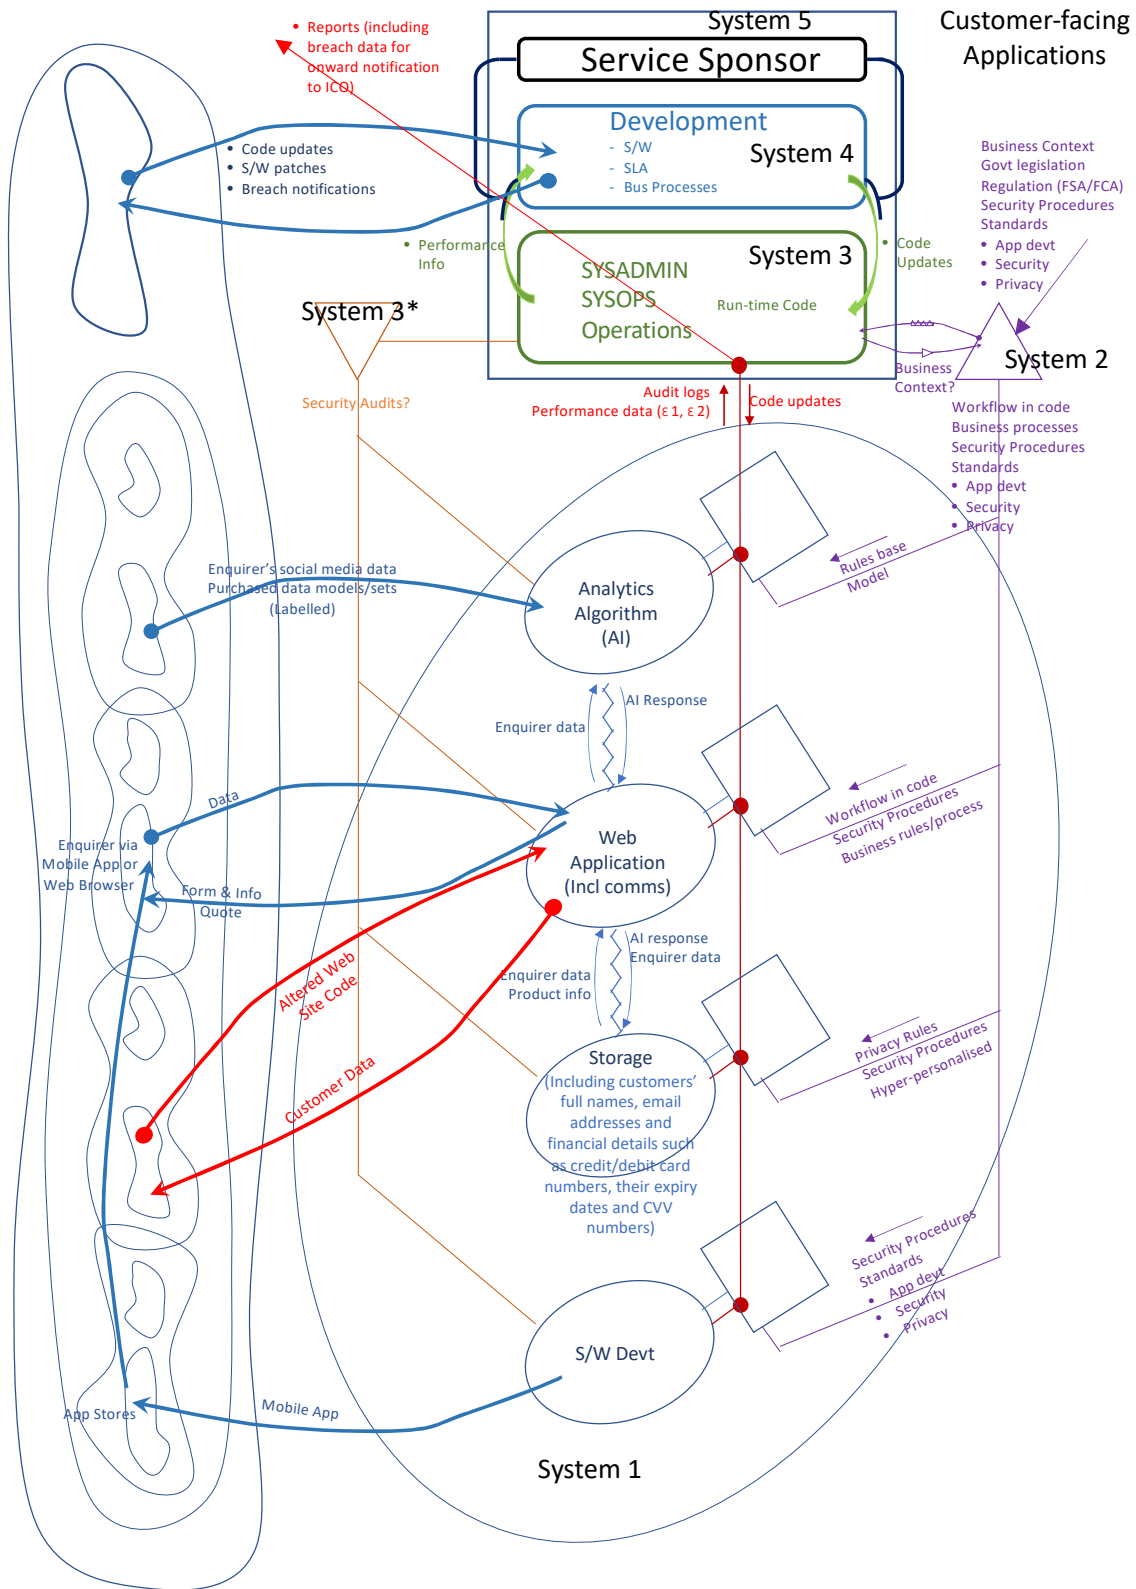 System 5
Customer-facing
Applications
• Reports (including
breach data for
onward notification
to ICO)
Service Sponsor
Development
- S/W
- SLA
- Bus Processes
System 4
• Code updates
• S/W patches
• Breach notifications
Business Context
Govt legislation
Regulation (FSA/FCA)
Security Procedures
Standards
• App devt
• Security
• Privacy
• Performance
Info
• Code
Updates
System 3
SYSADMIN
SYSOPS
Operations
Run-time Code
System 3*
System 2
Business
Context?
Security Audits?
Audit logs
Performance data (ε1, ε2)
Code updates
Workflow in code
Business processes
Security Procedures
Standards
• App devt
• Security
• Privacy
Enquirer's social media data
Purchased data models/sets
(Labelled)
Analytics
Algorithm
(AI)
Rules base
Model
Enquirer data
AI Response
Data
Enquirer via
Mobile App or
Web Browser
Form & Info
Quote
Web
Application
(Incl comms)
Workflow in code
Security Procedures
Business rules/process
Altered Web
Site Code
Customer Data
AI response
Enquirer data
Enquirer data
Product info
Storage
(Including customers'
full names, email
addresses and
financial details such
as credit/debit card
numbers, their expiry
dates and CVV
numbers)
Privacy Rules
Security Procedures
Hyper-personalised
Security Procedures
Standards
• App devt
• Security
• Privacy
S/W Devt
App Stores
Mobile App
System 1